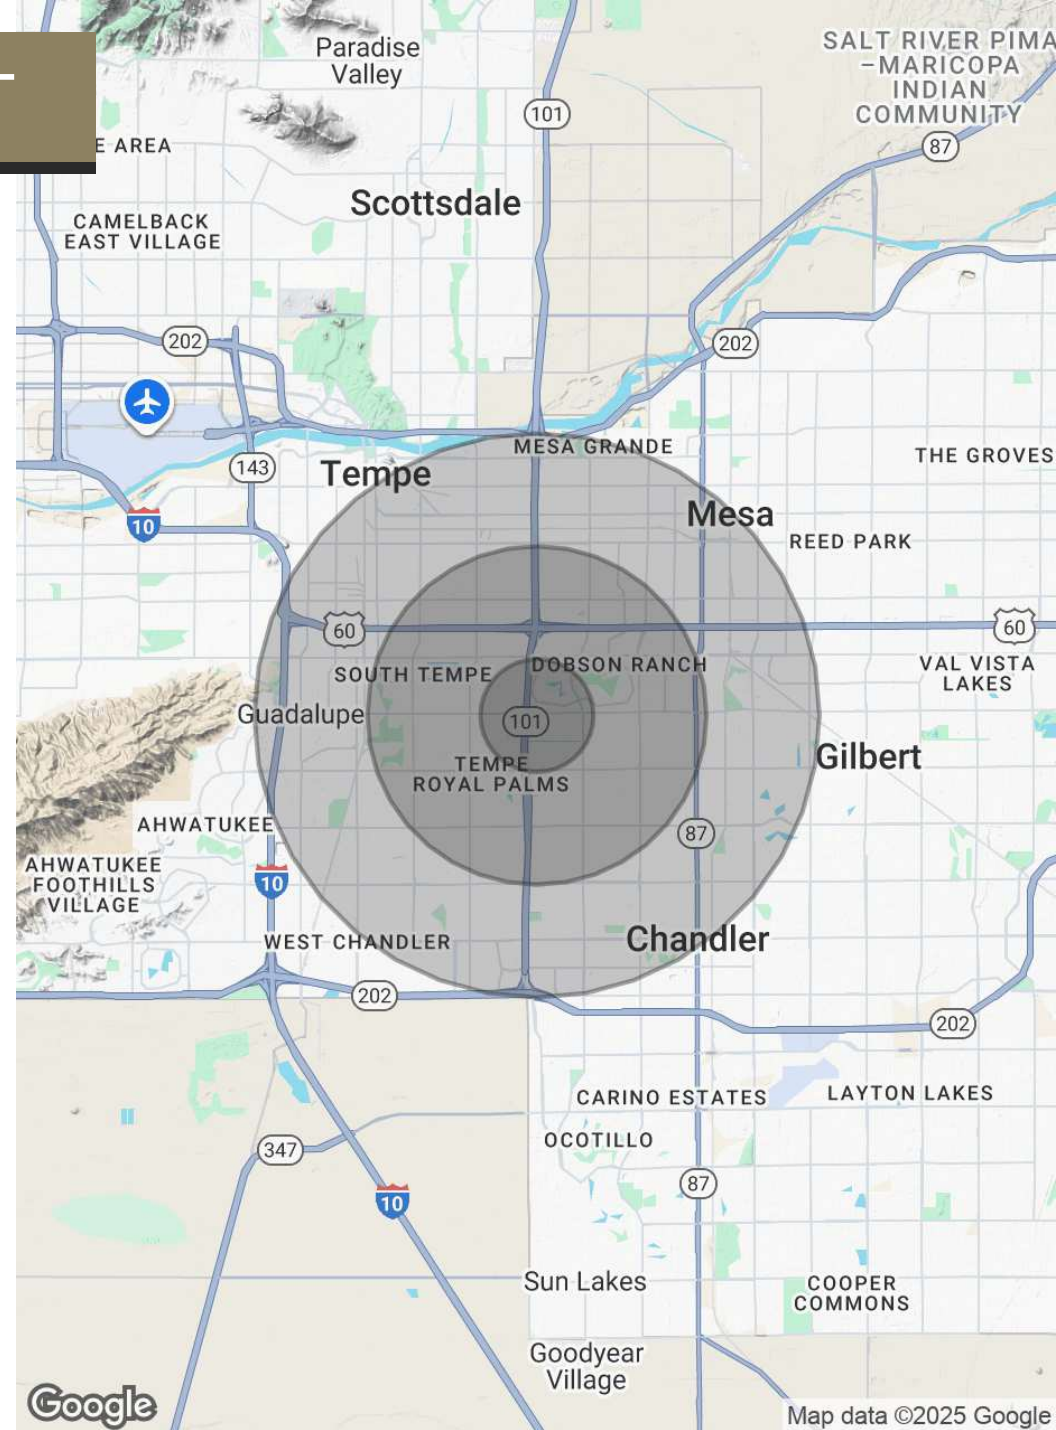 Paradise
Valley
SALT RIVER PIMA
–MARICOPA
INDIAN
COMMUNITY
101
87
E AREA
Scottsdale
CAMELBACK
EAST VILLAGE
202
202
MESA GRANDE
THE GROVES
143
Tempe
Mesa
10
REED PARK
60
60
SOUTH TEMPE
DOBSON RANCH
VAL VISTA
LAKES
Guadalupe
101
TEMPE
ROYAL PALMS
Gilbert
AHWATUKEE
87
AHWATUKEE
FOOTHILLS
VILLAGE
10
WEST CHANDLER
Chandler
202
202
CARINO ESTATES
LAYTON LAKES
OCOTILLO
347
87
10
Sun Lakes
COOPER
COMMONS
Goodyear
Village
Google
Map data ©2025 Google